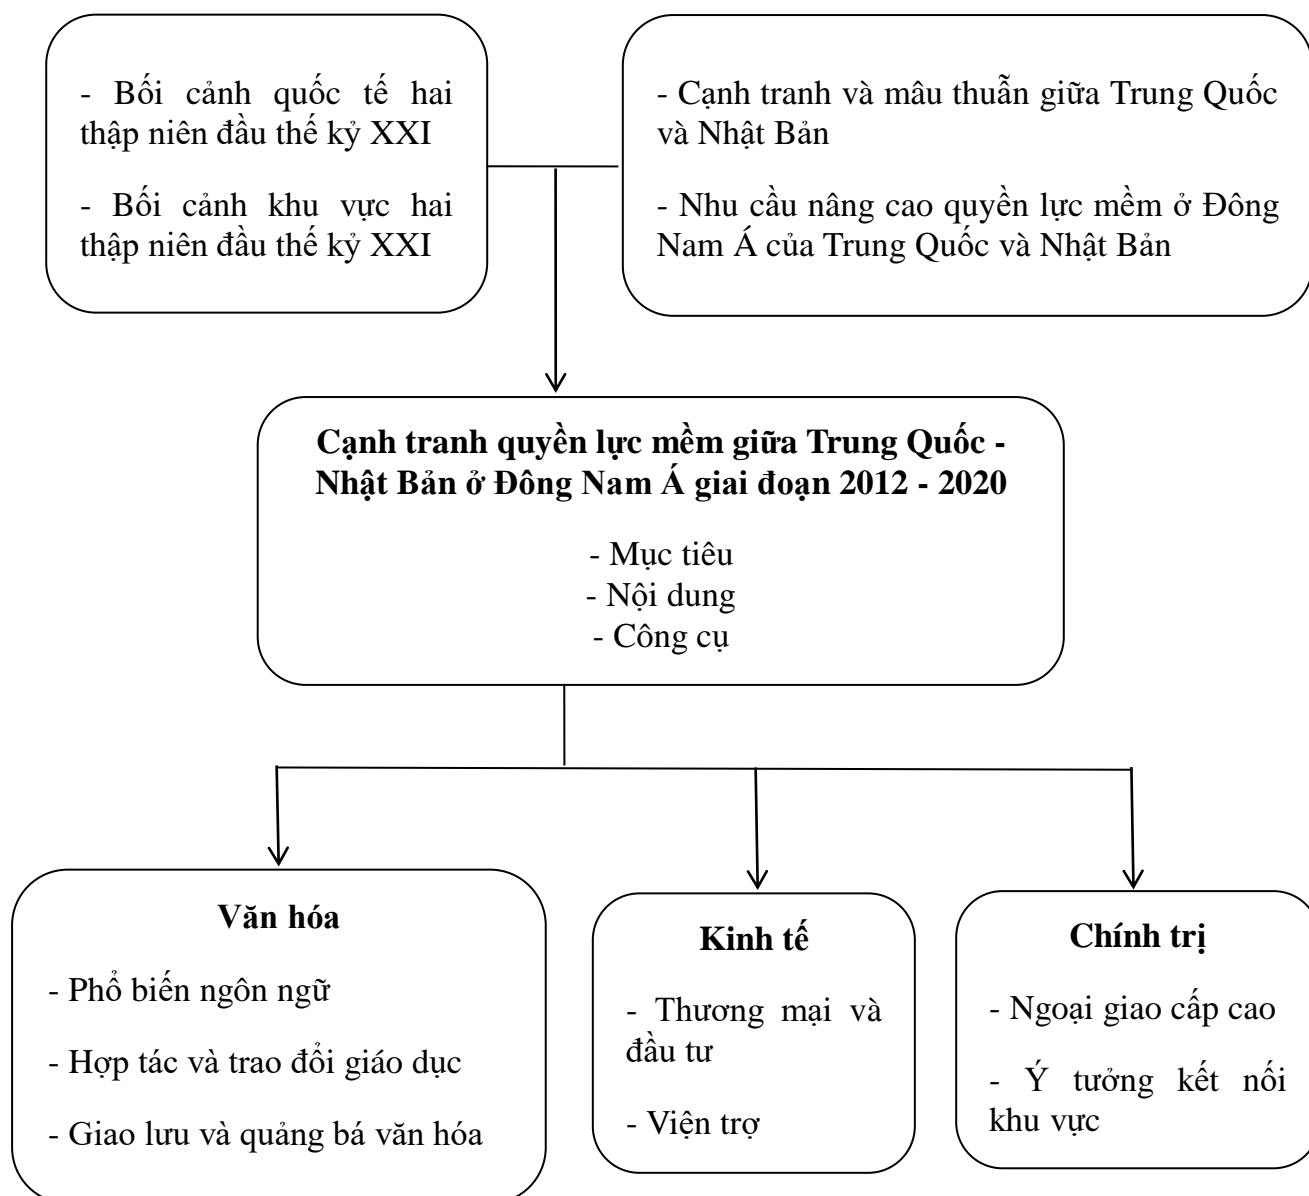 - Bối cảnh quốc tế hai
thập niên đầu thế kỷ XXI
- Bối cảnh khu vực hai
thập niên đầu thế kỷ XXI
- Cạnh tranh và mâu thuẫn giữa Trung Quốc
và Nhật Bản
- Nhu cầu nâng cao quyền lực mềm ở Đông
Nam Á của Trung Quốc và Nhật Bản
Cạnh tranh quyền lực mềm giữa Trung Quốc -
Nhật Bản ở Đông Nam Á giai đoạn 2012 - 2020
- Mục tiêu
- Nội dung
- Công cụ
Văn hóa
- Phổ biến ngôn ngữ
- Hợp tác và trao đổi giáo dục
- Giao lưu và quảng bá văn hóa
Kinh tế
- Thương mại và
đầu tư
- Viện trợ
Chính trị
- Ngoại giao cấp cao
- Ý tưởng kết nối
khu vực